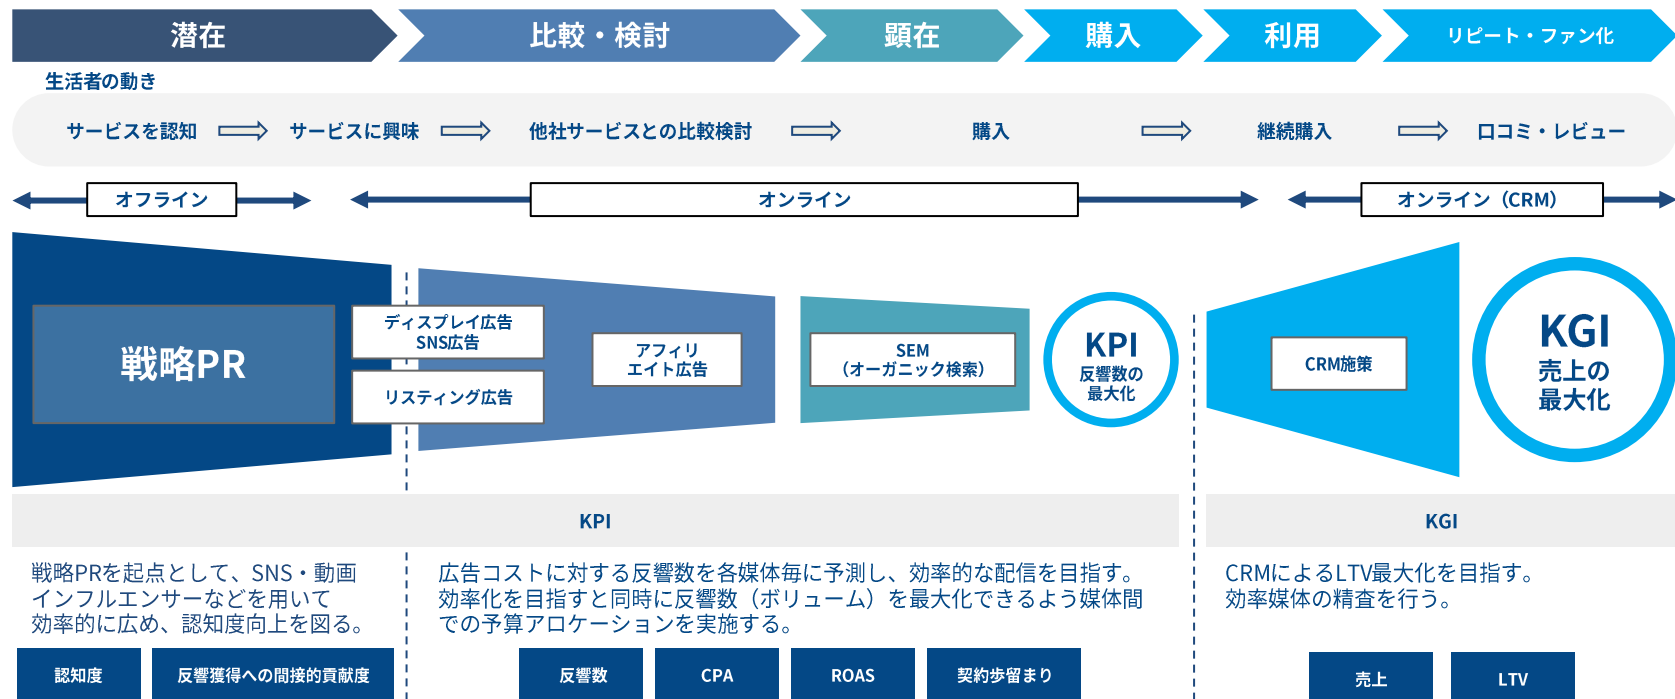 潜在
比較・検討
顕在
購入
利用
リピート・ファン化
生活者の動き
サービスを認知
サービスに興味
他社サービスとの比較検討
購入
継続購入
口コミ・レビュー
オフライン
オンライン
オンライン（CRM）
戦略PR
ディスプレイ広告
SNS広告
リスティング広告
アフィリ
エイト広告
SEM
（オーガニック検索）
KPI
反響数の
最大化
CRM施策
KGI
売上の
最大化
KPI
KGI
戦略PRを起点として、SNS・動画
インフルエンサーなどを用いて
効率的に広め、認知度向上を図る。
広告コストに対する反響数を各媒体毎に予測し、効率的な配信を目指す。
効率化を目指すと同時に反響数（ボリューム）を最大化できるよう媒体間
での予算アロケーションを実施する。
CRMによるLTV最大化を目指す。
効率媒体の精査を行う。
認知度
反響獲得への間接的貢献度
反響数
CPA
ROAS
契約歩留まり
売上
LTV